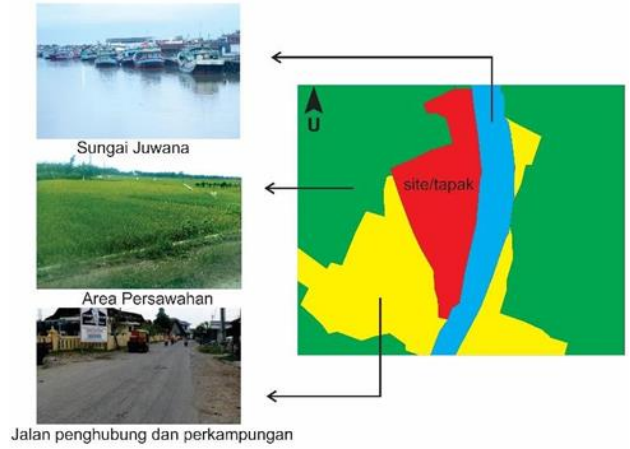 Sungai Juwana
U
site/tapak
Area Persawahan
Jalan penghubung dan perkampungan